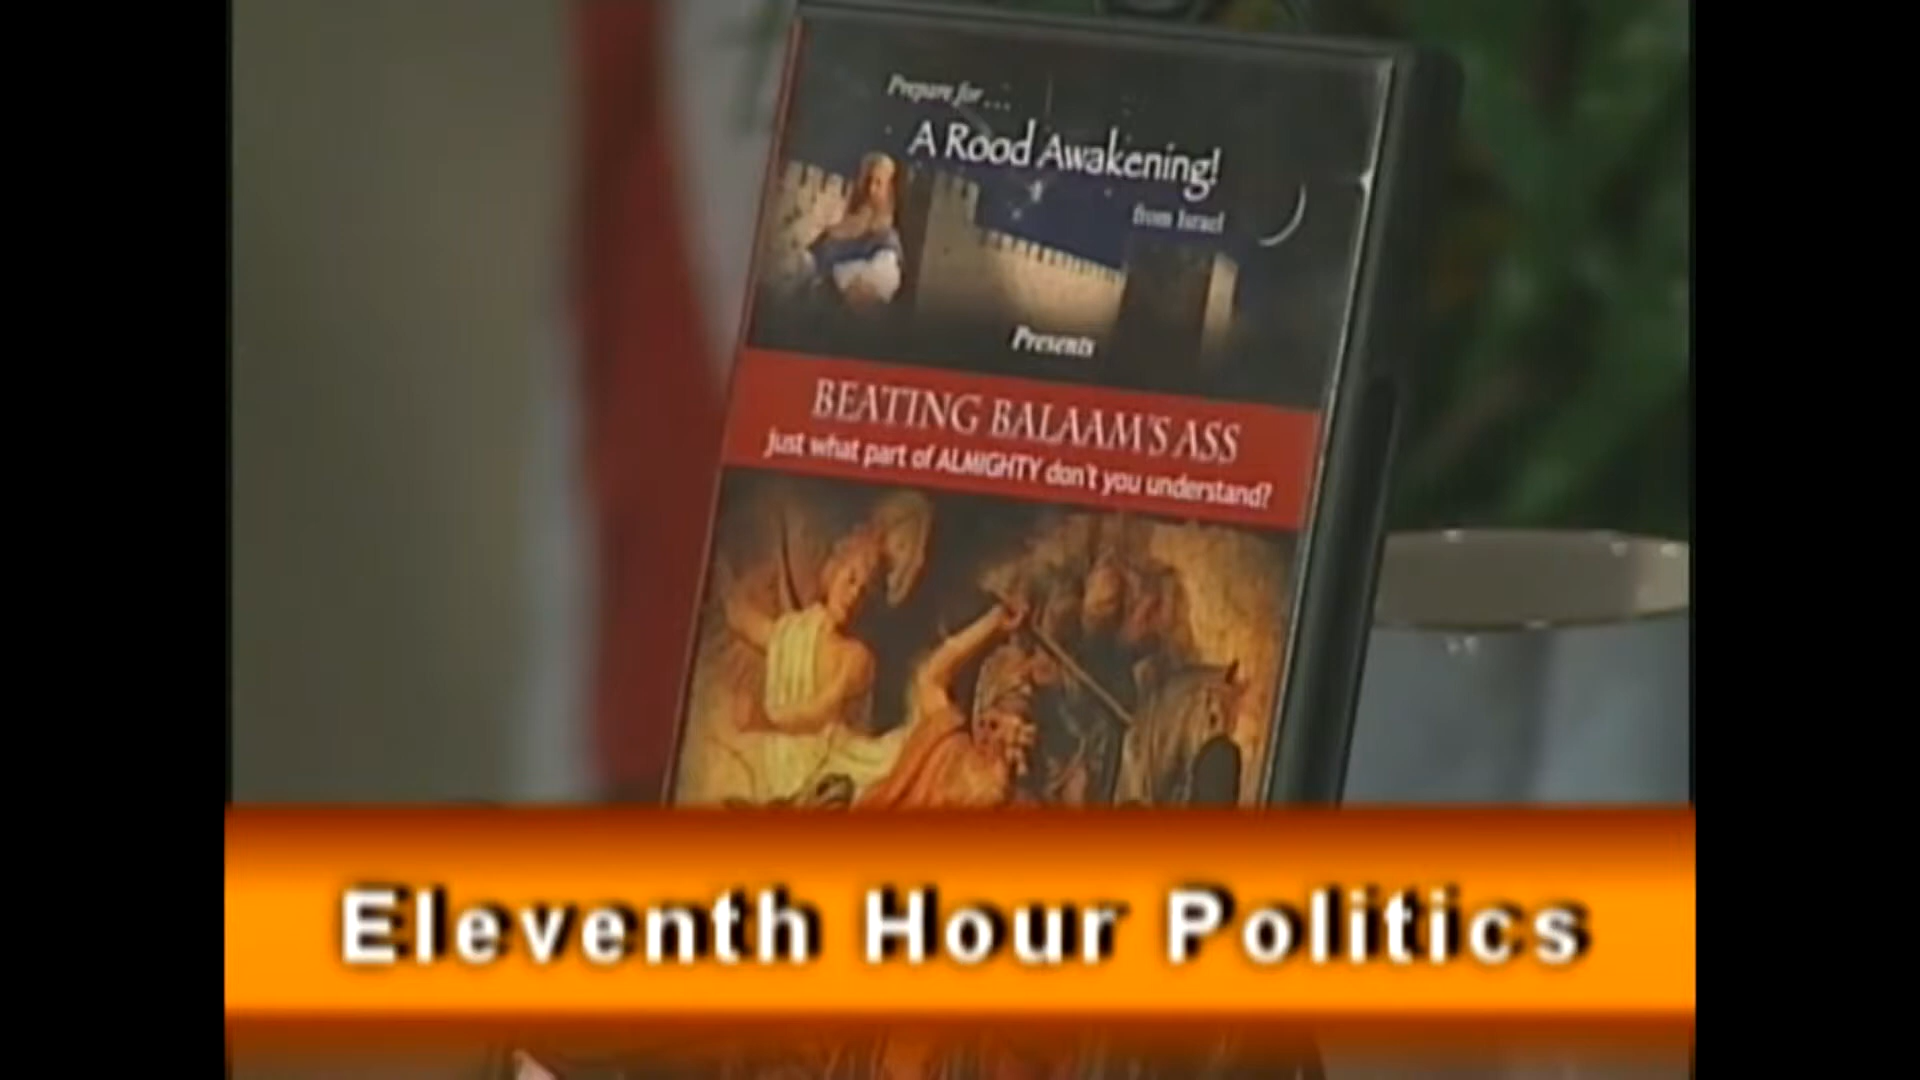 Prepare for...
A Rood Awakening!
from Israel
Presents
BEATING BALAAM'S ASS
Just what part of ALMIGHTY don't you understand?
Eleventh Hour Politics